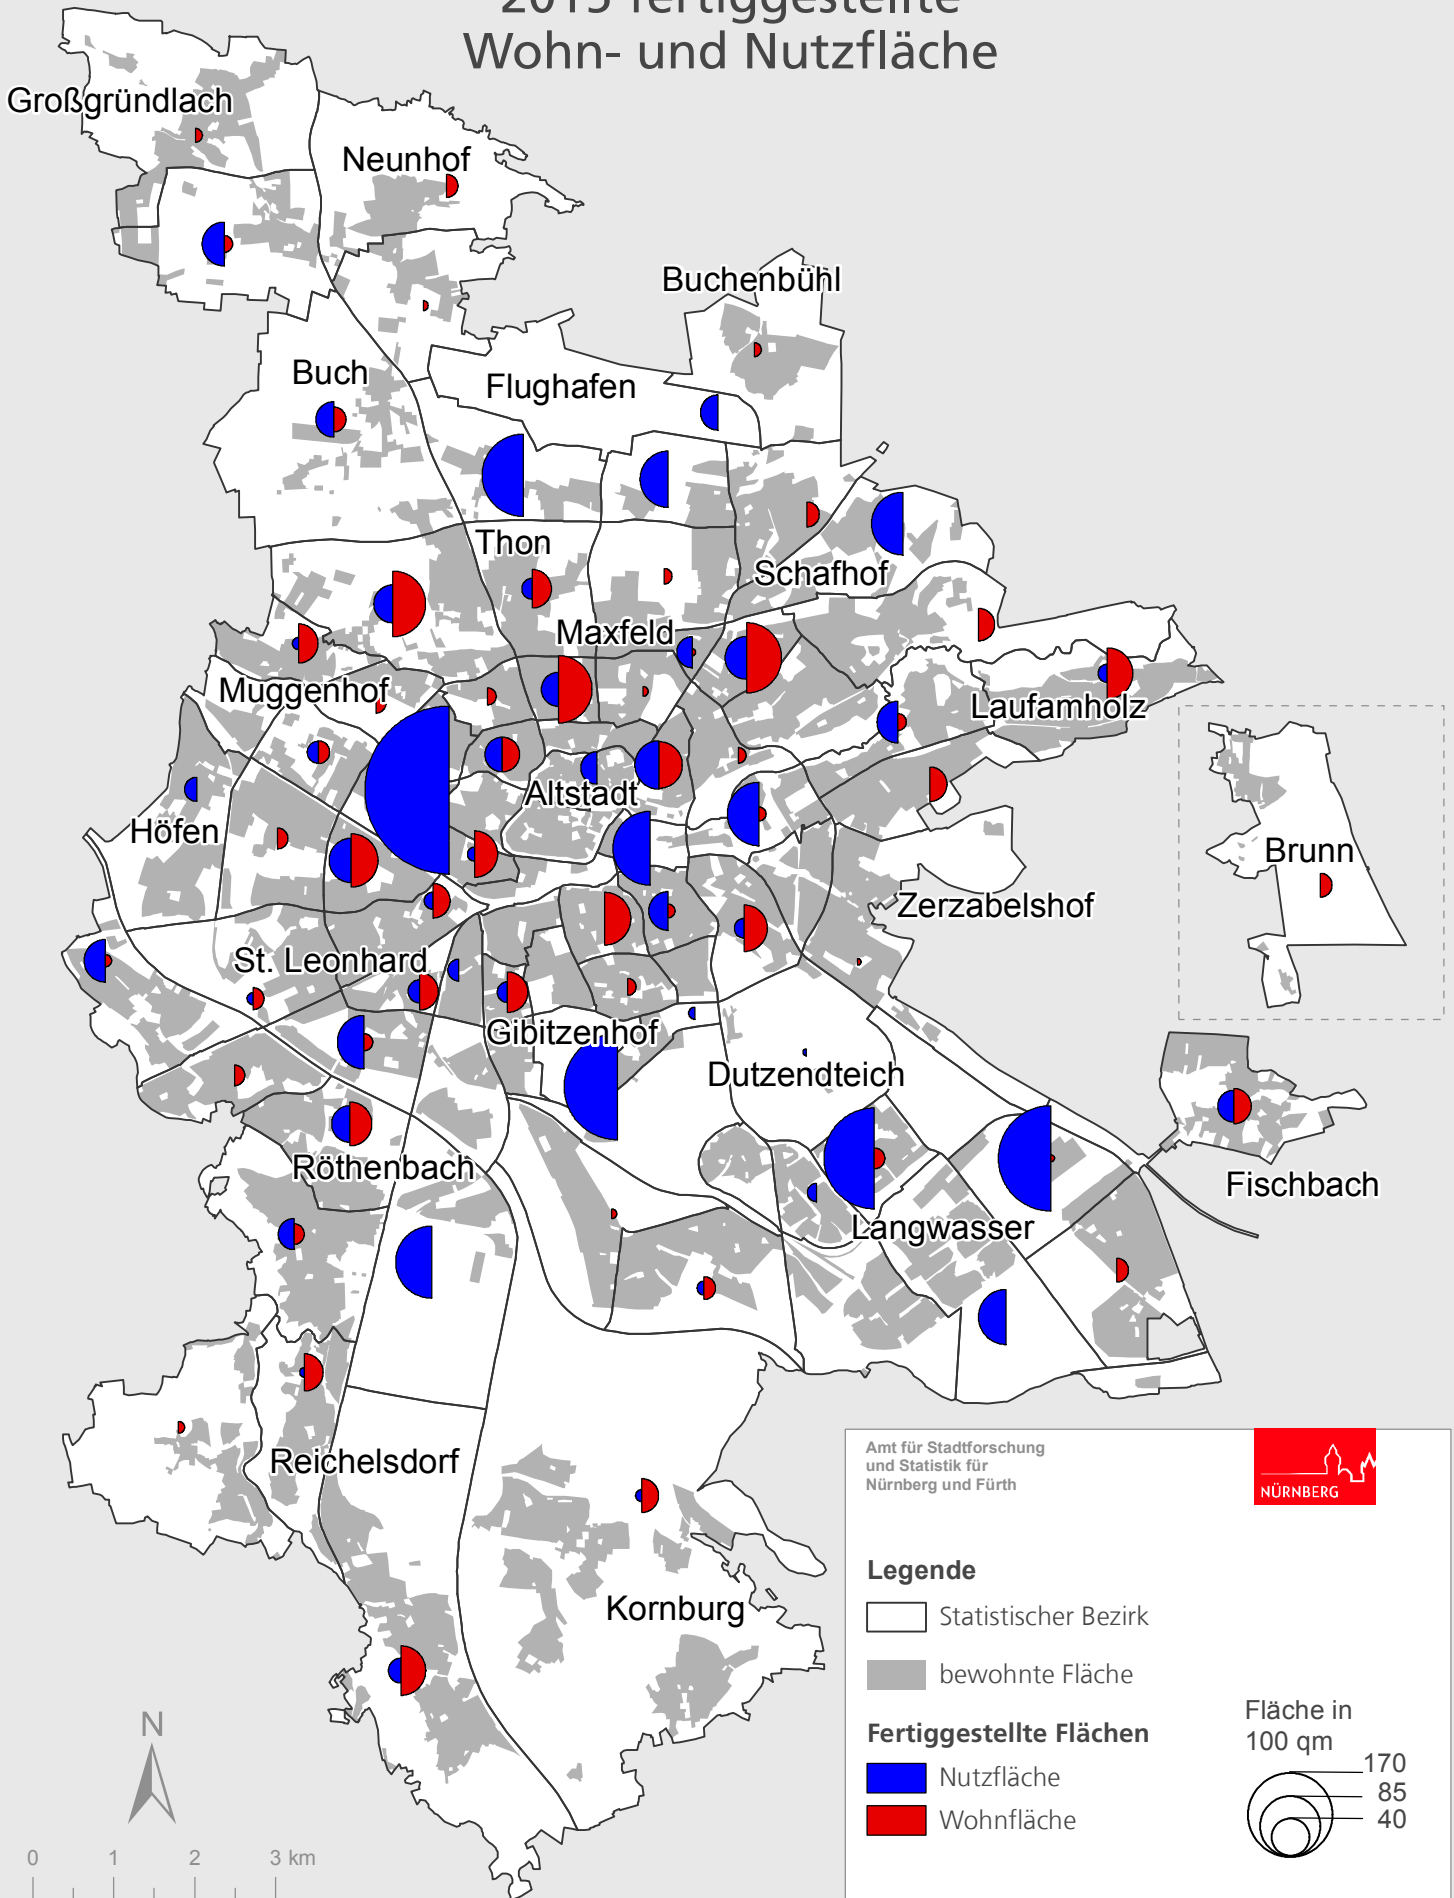 2015 fertiggestellte
Wohn- und Nutzfläche
Großgründlach
Neunhof
Buchenbühl
Buch
Flughafen
Thon
Schafhof
Maxfeld
Muggenhof
Laufamholz
Altstadt
Höfen
Brunn
Zerzabelshof
St. Leonhard
Gibitzenhof
Dutzendteich
Röthenbach
Fischbach
Langwasser
Reichelsdorf
Kornburg
Amt für Stadtforschung
und Statistik für
Nürnberg und Fürth
NÜRNBERG
Legende
Statistischer Bezirk
bewohnte Fläche
Fertiggestellte Flächen
Nutzfläche
Wohnfläche
Fläche in
100 qm
170
85
40
N
0 1 2 3 km